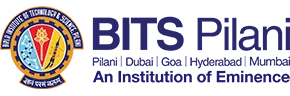 BITS Pilani
Pilani | Dubai | Goa | Hyderabad | Mumbai
An Institution of Eminence